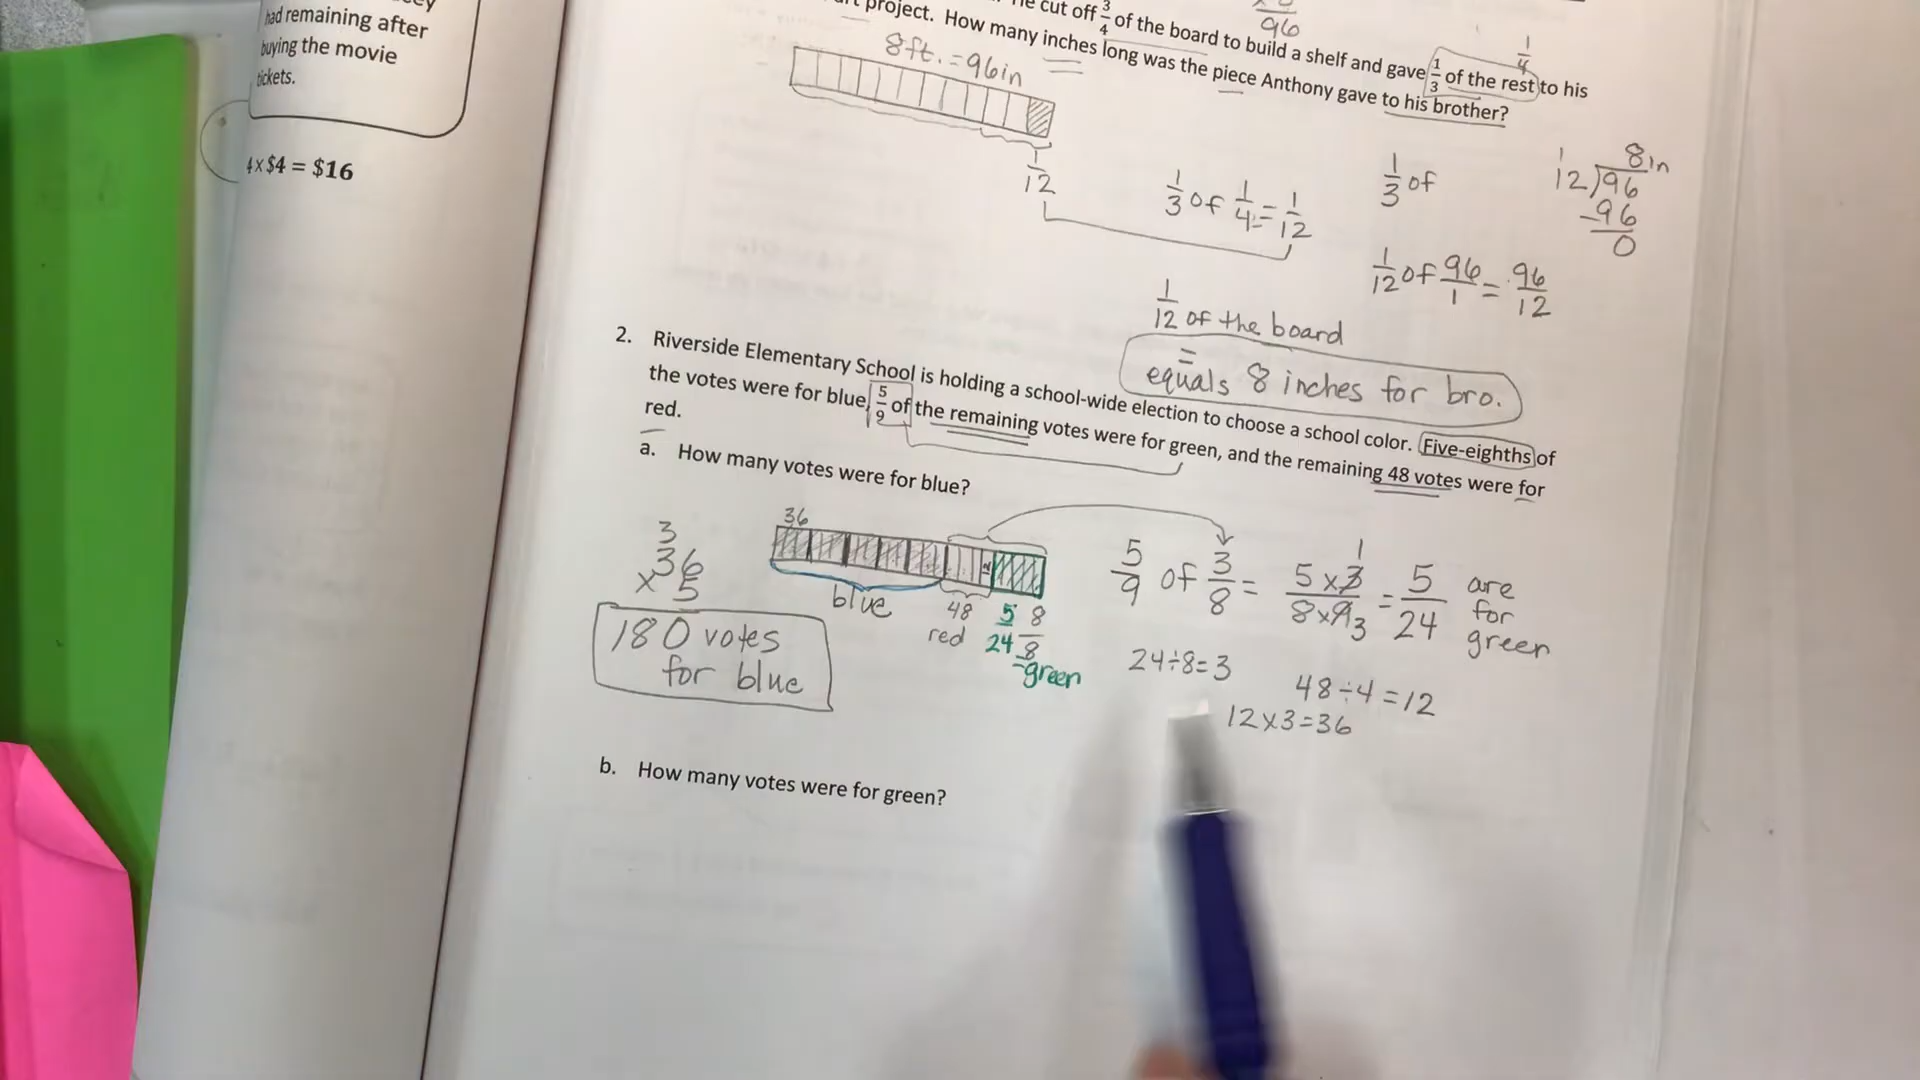 had remaining after
buying the movie
tickets.
4 x $4 = $16
cut off 3/4 of the board to build a shelf and gave 1/3 of the rest to his
project. How many inches long was the piece Anthony gave to his brother?
96
1/4
8ft. = 96in
1/12
1/3 of 1/4 = 1/12
1/3 of
8in
12)96
-96
0
1/12 of 96/1 = 96/12
1/12 of the board
=
equals 8 inches for bro.
2. Riverside Elementary School is holding a school-wide election to choose a school color. Five-eighths of
the votes were for blue, 5/9 of the remaining votes were for green, and the remaining 48 votes were for
red.
a. How many votes were for blue?
36
blue
48
red
5/24
8
8
green
3
36
x 5
180 votes
for blue
5/9 of 3/8 = 5x3/8x9 = 5/24 are for green
1
3
24÷8=3
48÷4=12
12x3=36
b. How many votes were for green?